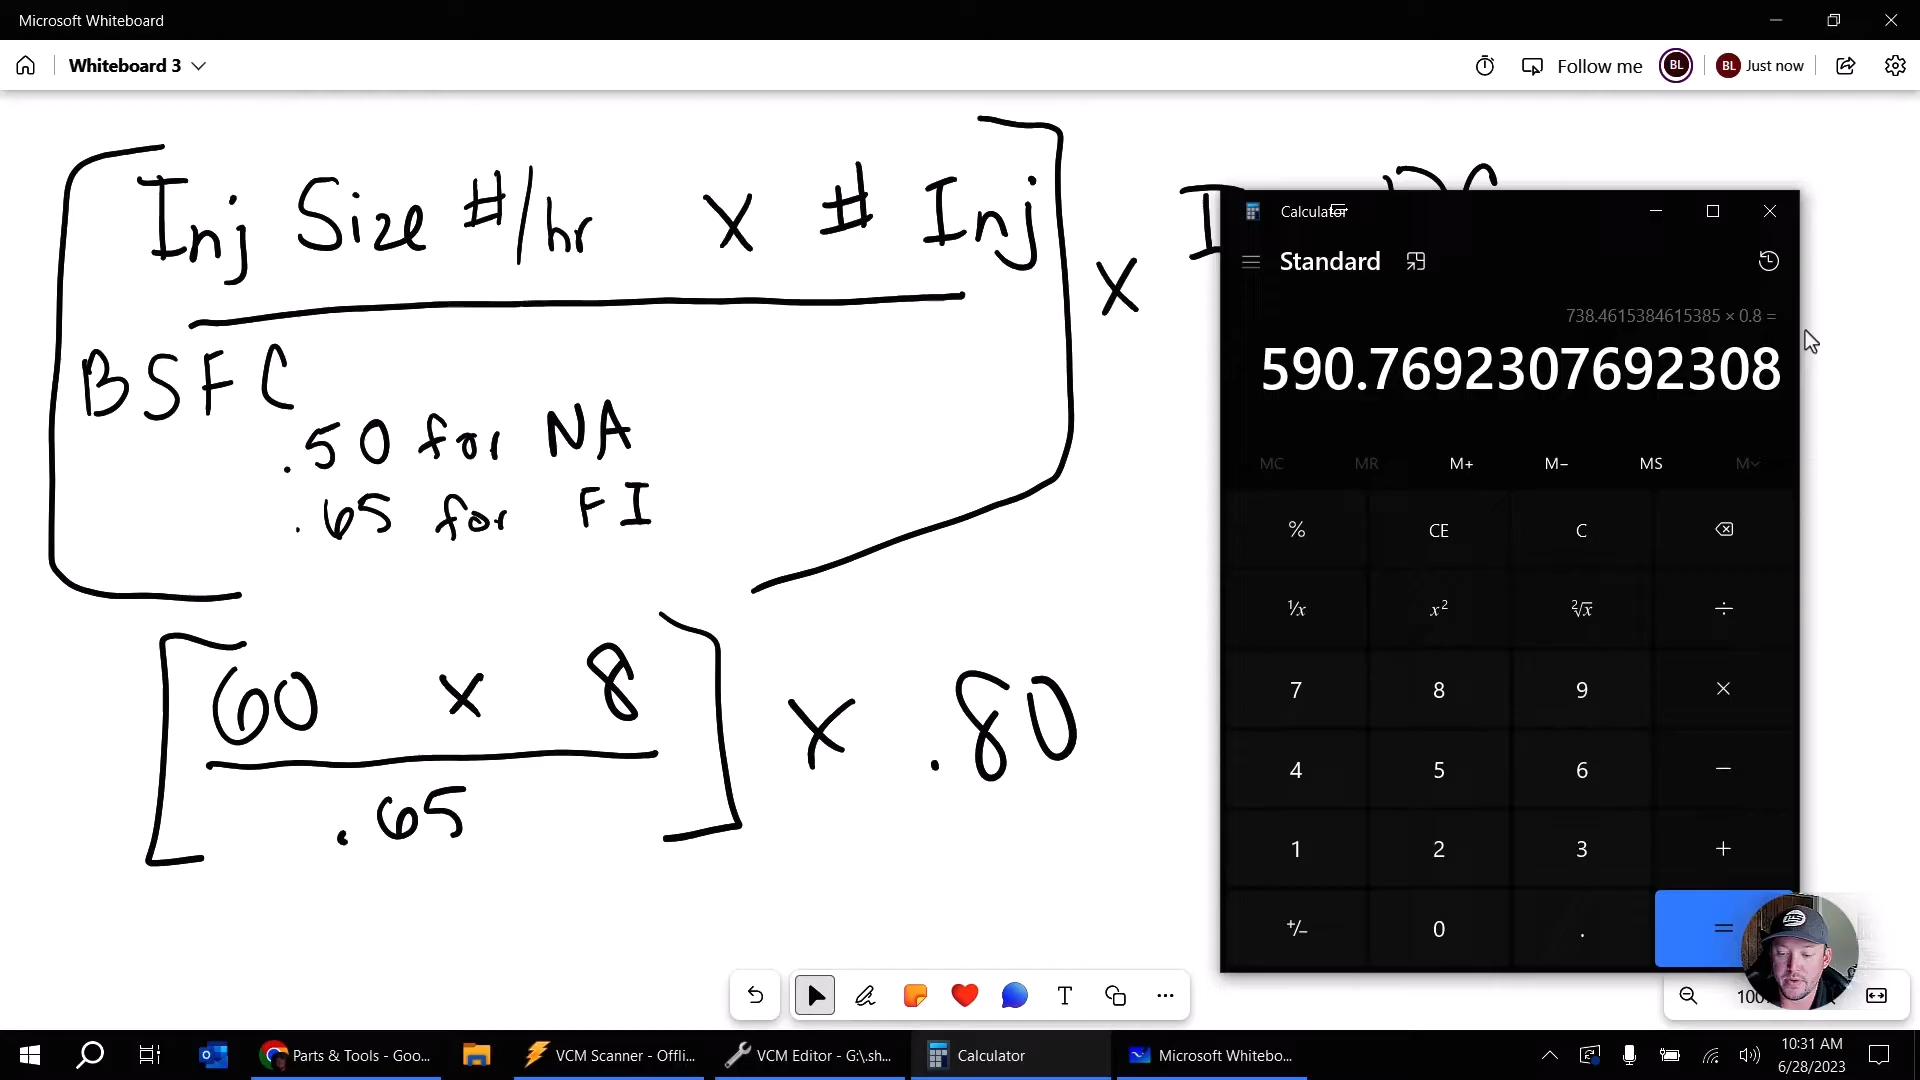 Microsoft Whiteboard
Whiteboard 3
Follow me
BL
BL Just now
Inj Size #/hr x # Inj
x
BSFC
.50 for NA
.65 for FI
60 x 8
.65
x .80
Calculator
Standard
738.4615384615385 × 0.8 =
590.7692307692308
MC MR M+ M− MS M˅
% CE C
¹/x x² ²√x ÷
7 8 9 ×
4 5 6 −
1 2 3 +
+/− 0 . =
T
Parts & Tools - Goo...
VCM Scanner - Offli...
VCM Editor - G:\.sh...
Calculator
Microsoft Whitebo...
10:31 AM
6/28/2023